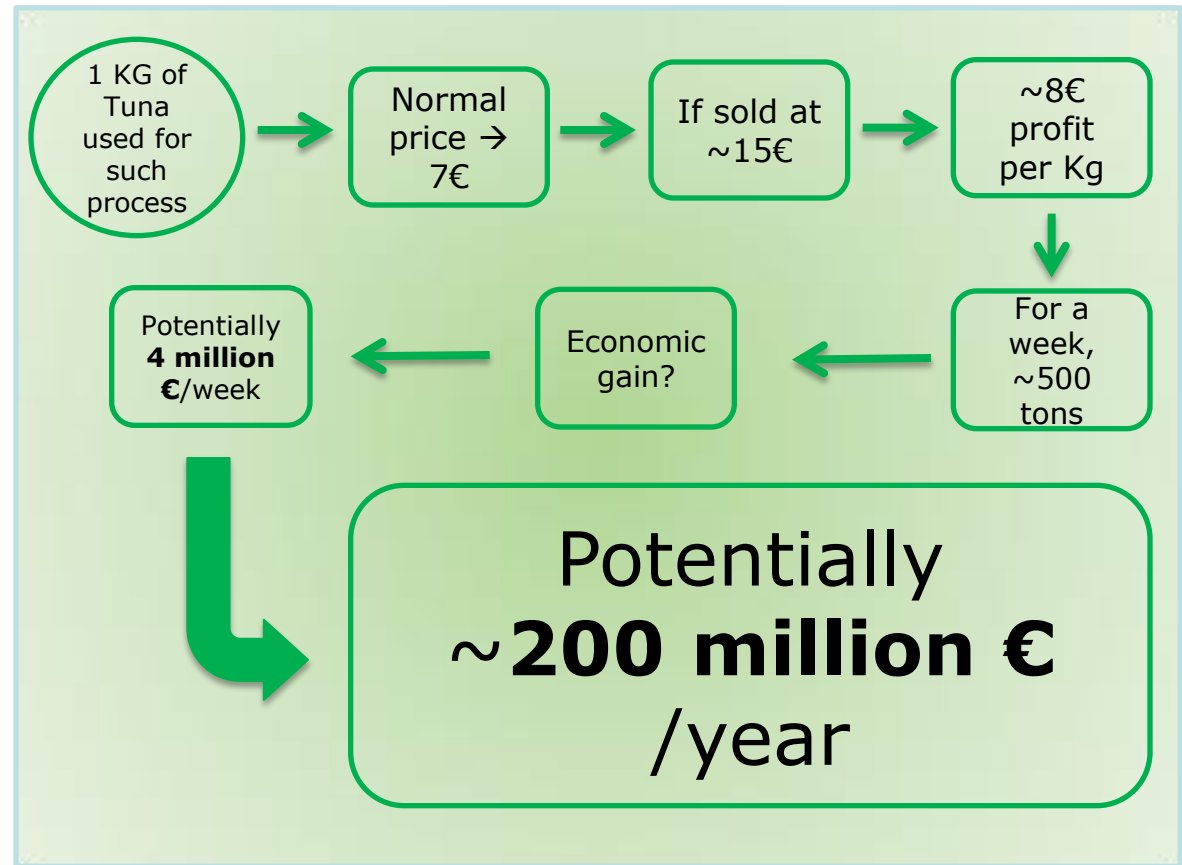 1 KG of
Tuna
used for
such
process
Normal
price →
7€
If sold at
~15€
~8€
profit
per Kg
For a
week,
~500
tons
Economic
gain?
Potentially
4 million
€/week
Potentially
~200 million €
/year